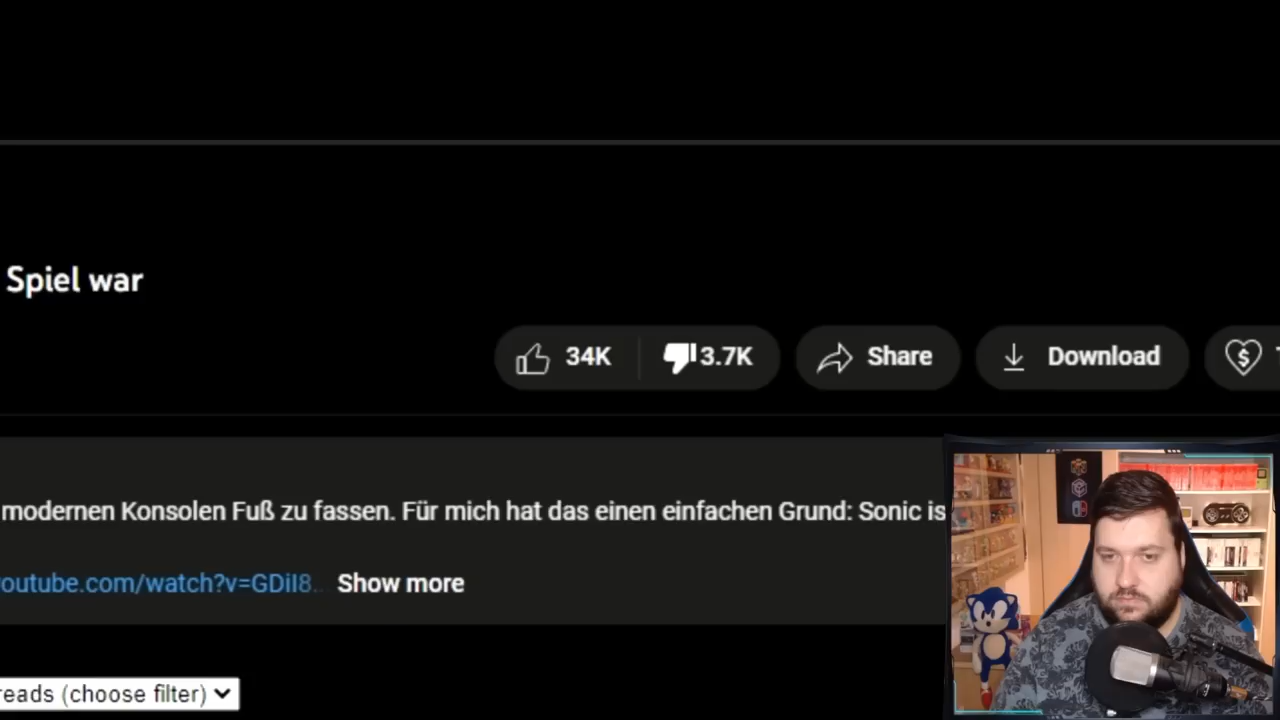 Spiel war
34K 3.7K Share Download
modernen Konsolen Fuß zu fassen. Für mich hat das einen einfachen Grund: Sonic is
outube.com/watch?v=GDiI8... Show more
reads (choose filter)